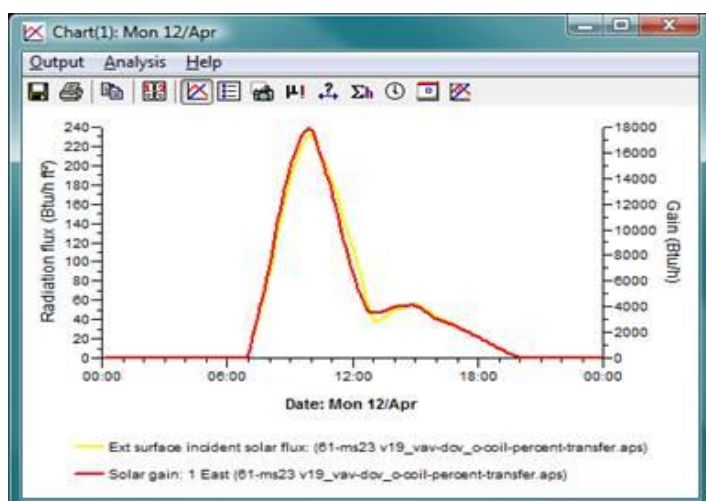 Chart(1): Mon 12/Apr
Output Analysis Help
μ! Σh
240 220 200 180 160 140 120 100 80 60 40 20 0
Radiation flux (Btu/h ft²)
18000 16000 14000 12000 10000 8000 6000 4000 2000 0
Gain (Btu/h)
00:00 06:00 12:00 18:00 00:00
Date: Mon 12/Apr
Ext surface incident solar flux: (61-ms23 v19_vav-dcv_o-coil-percent-transfer.aps)
Solar gain: 1 East (61-ms23 v19_vav-dcv_o-coil-percent-transfer.aps)